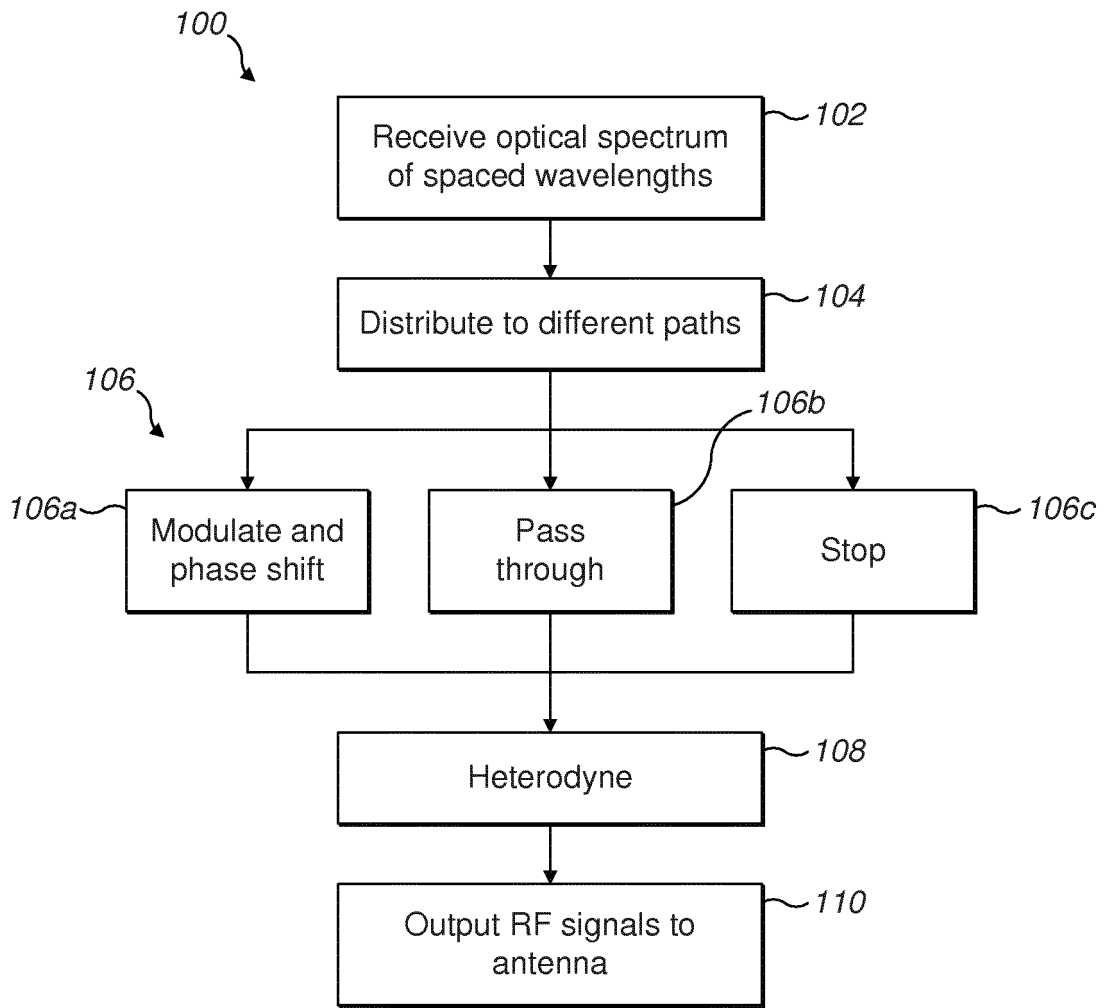 100
Receive optical spectrum
of spaced wavelengths
102
Distribute to different paths
104
106
106b
106a
Modulate and
phase shift
Pass
through
Stop
106c
Heterodyne
108
Output RF signals to
antenna
110